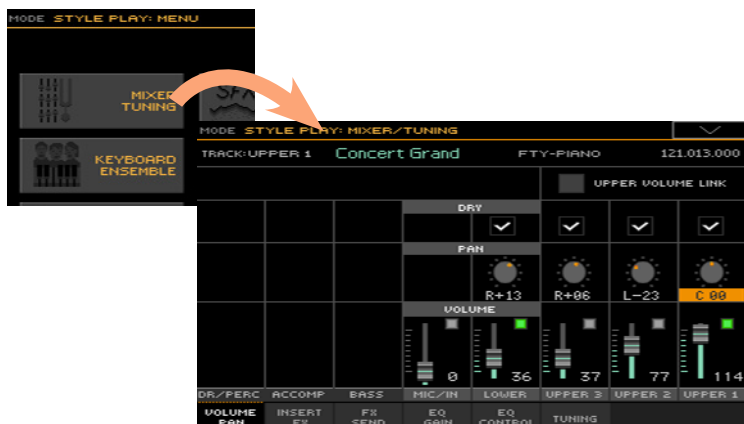 MODE STYLE PLAY: MENU
MIXER
TUNING
SFX
KEYBOARD
ENSEMBLE
MODE STYLE PLAY: MIXER/TUNING
TRACK:UPPER 1 Concert Grand FTY-PIANO 121.013.000
UPPER VOLUME LINK
DRY
PAN
R+13 R+06 L-23 C 00
VOLUME
0 36 37 77 114
DR/PERC ACCOMP BASS MIC/IN LOWER UPPER 3 UPPER 2 UPPER 1
VOLUME INSERT FX EQ EQ TUNING
PAN FX SEND GAIN CONTROL